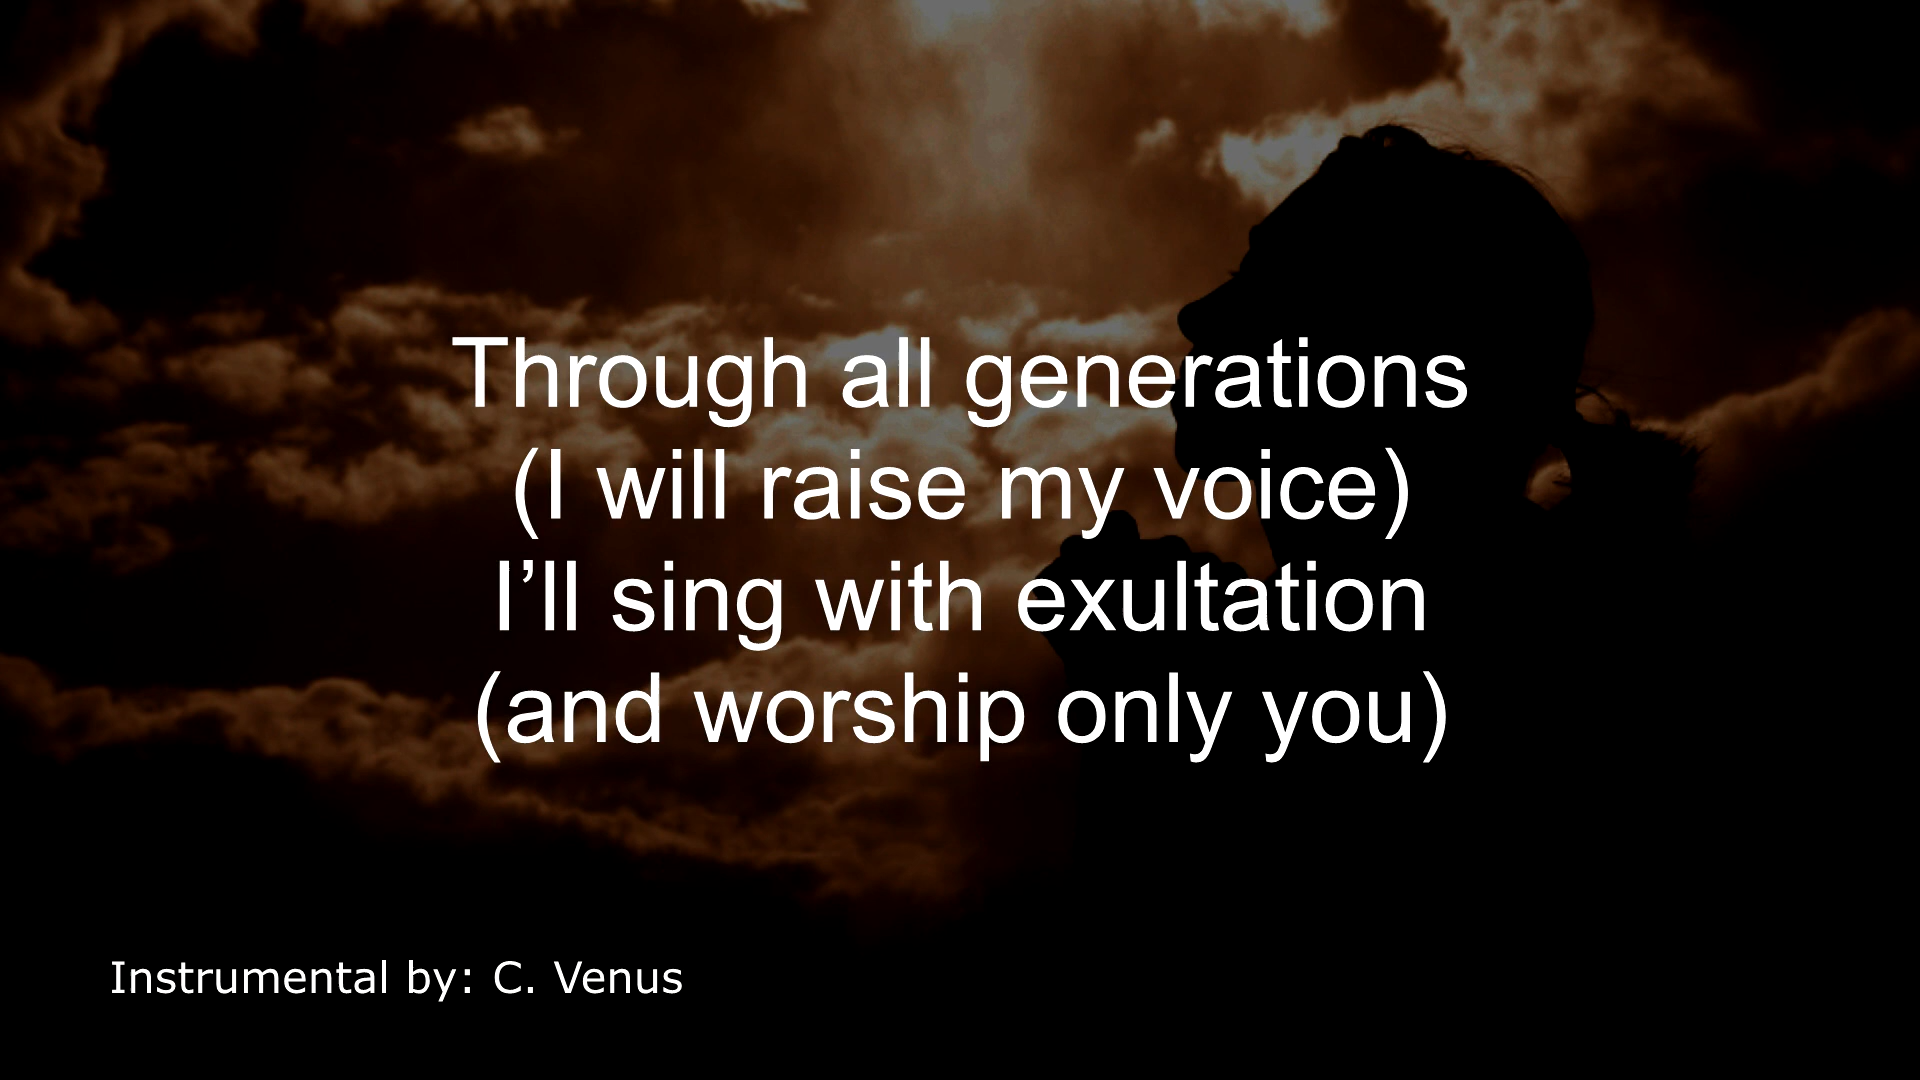 Through all generations
(I will raise my voice)
I’ll sing with exultation
(and worship only you)
Instrumental by: C. Venus